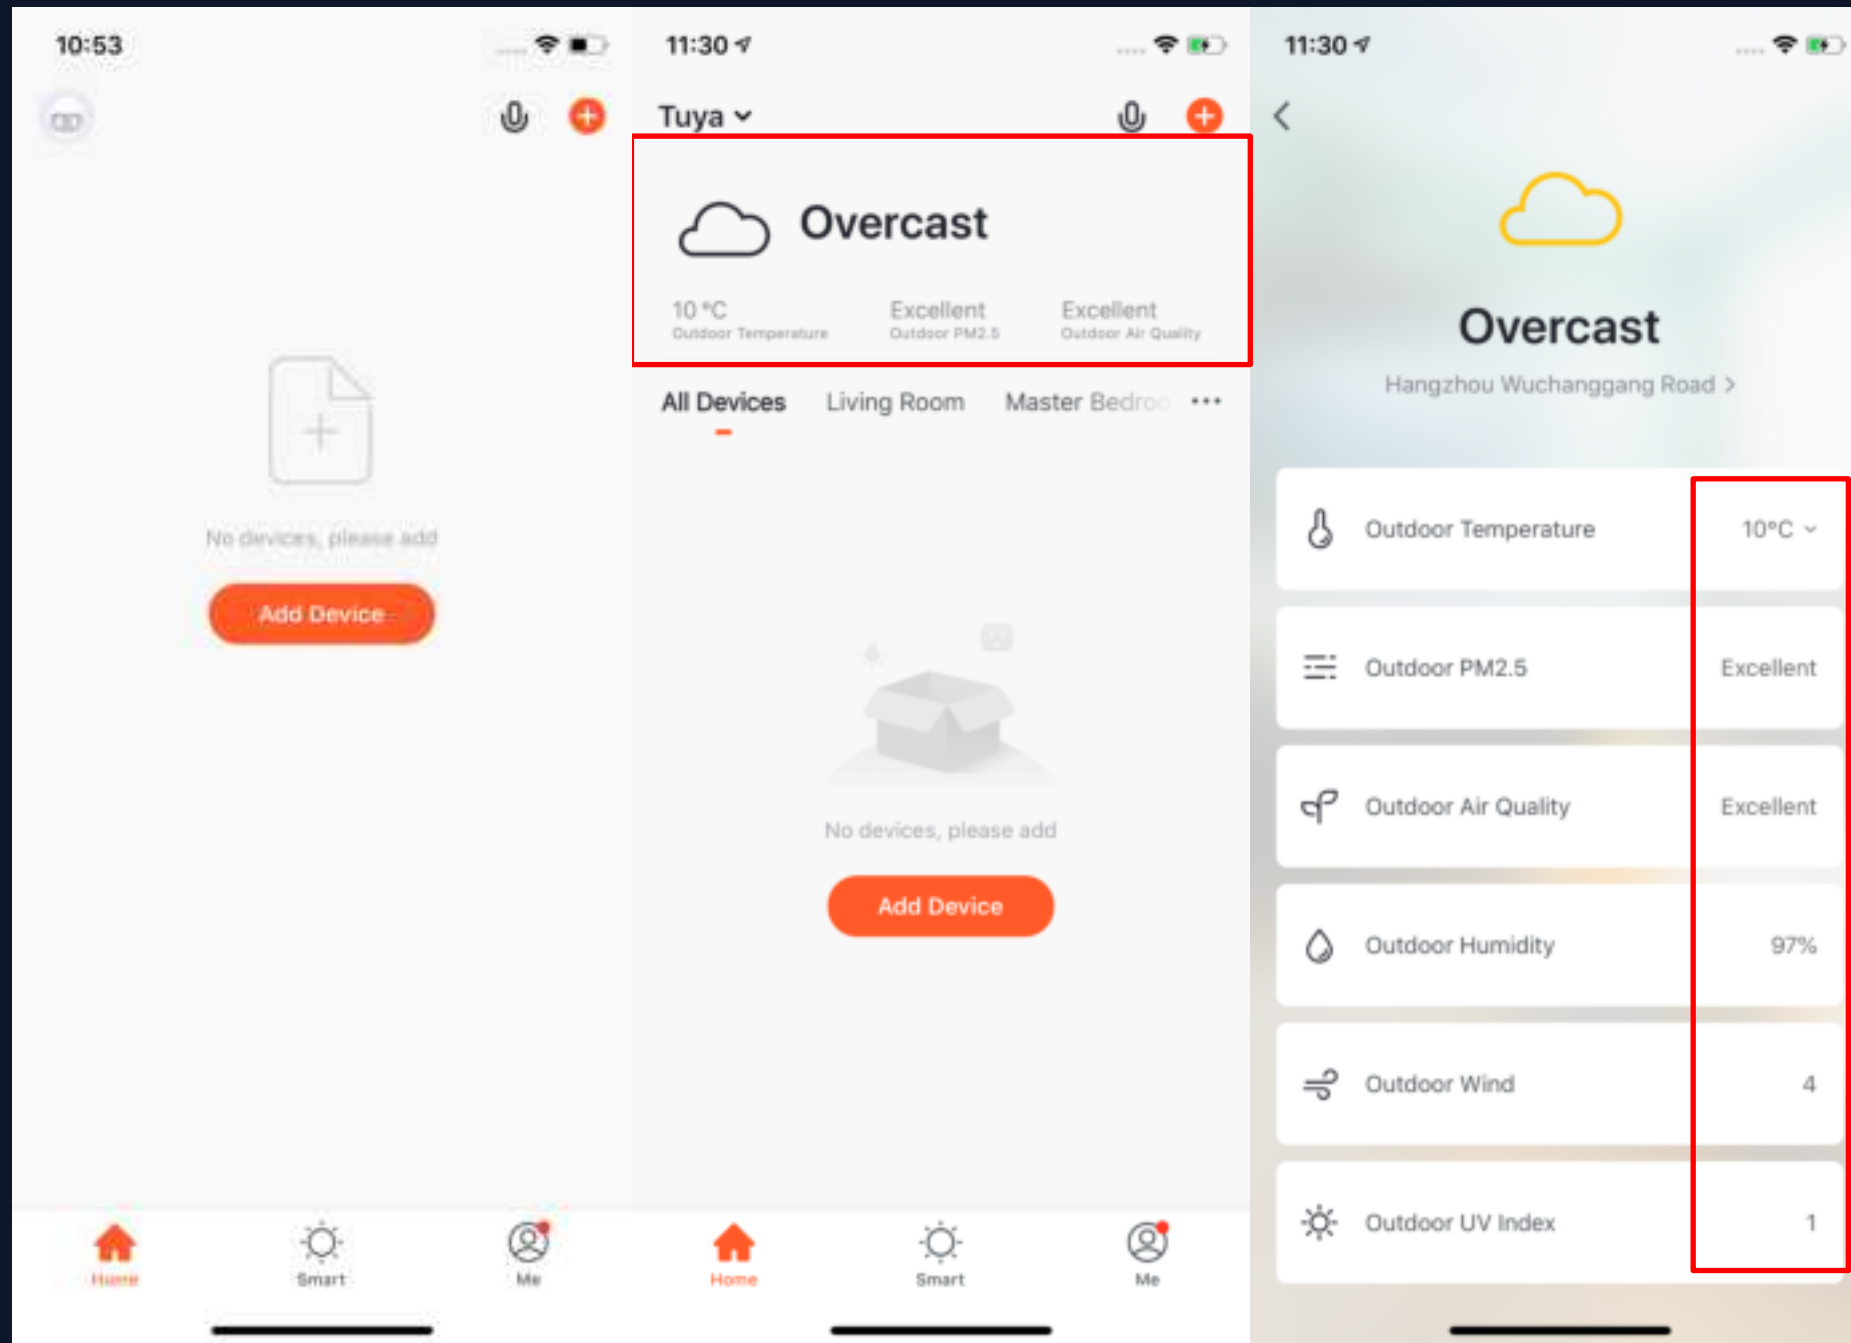 10:53
No devices, please add
Add Device
Home
Smart
Me
11:30
Tuya
Overcast
10 °C
Outdoor Temperature
Excellent
Outdoor PM2.5
Excellent
Outdoor Air Quality
All Devices
Living Room
Master Bedroo
No devices, please add
Add Device
Home
Smart
Me
11:30
Overcast
Hangzhou Wuchanggang Road >
Outdoor Temperature 10°C
Outdoor PM2.5 Excellent
Outdoor Air Quality Excellent
Outdoor Humidity 97%
Outdoor Wind 4
Outdoor UV Index 1